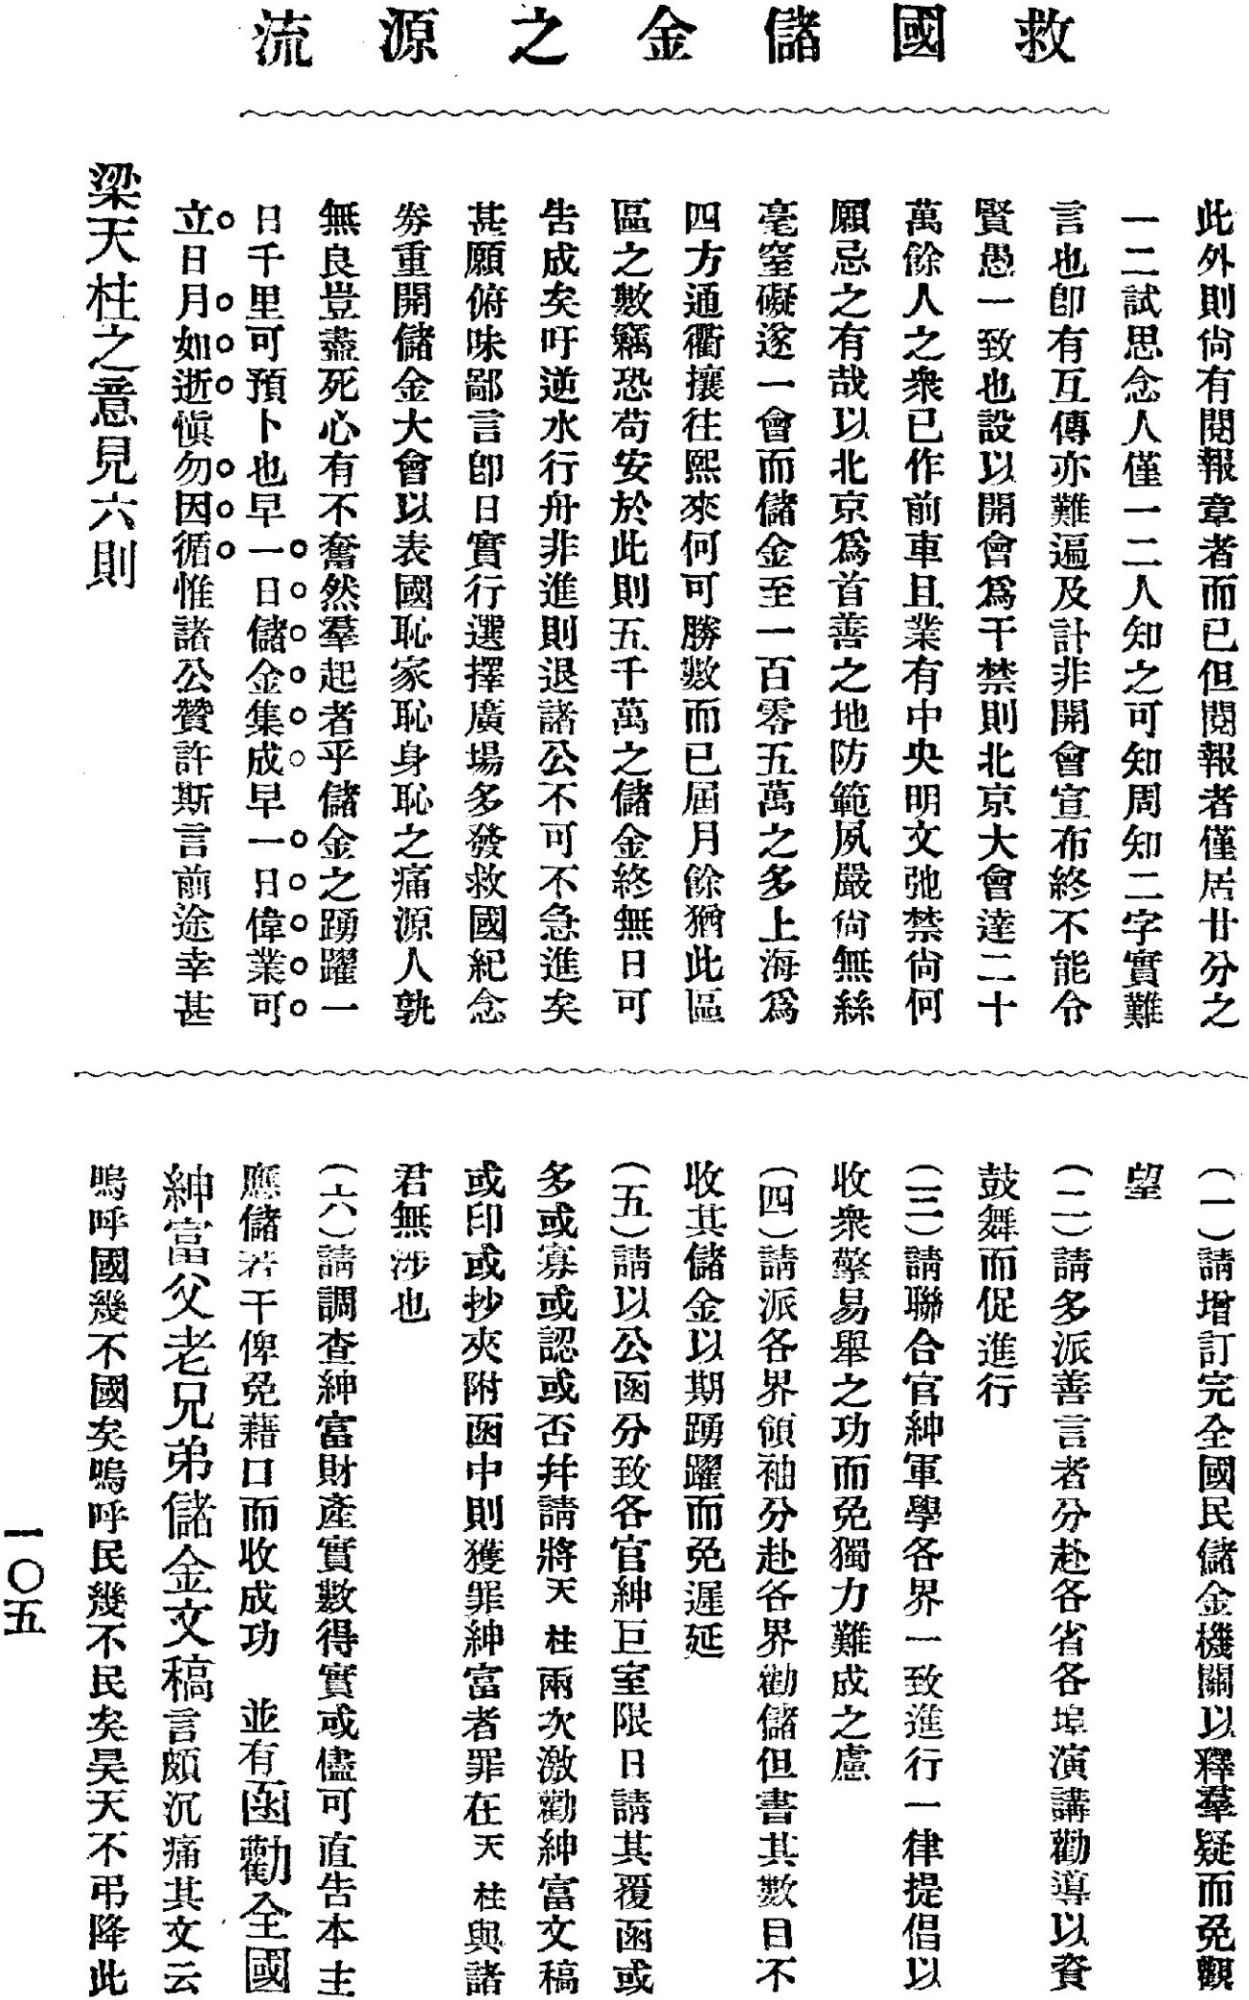 救國儲金之源流
此外則尙有閱報章者而已但閱報者僅居廿分之
一二試思念人僅一二人知之可知周知二字實難
言也卽有互傳亦難遍及計非開會宣布終不能令
賢愚一致也設以開會爲干禁則北京大會達二十
萬餘人之衆已作前車且業有中央明文弛禁尙何
願忌之有哉以北京爲首善之地防範夙嚴尙無絲
毫窒礙遂一會而儲金至一百零五萬之多上海爲
四方通衢攘往熙來何可勝數而已屆月餘猶此區
區之數竊恐苟安於此則五千萬之儲金終無日可
告成矣吁逆水行舟非進則退諸公不可不急進矣
甚願俯味鄙言卽日實行選擇廣場多發救國紀念
劵重開儲金大會以表國恥家恥身恥之痛源人孰
無良豈盡死心有不奮然羣起者乎儲金之踴躍一
日千里可預卜也早一日儲金集成早一日偉業可
立日月如逝愼勿因循惟諸公贊許斯言前途幸甚
梁天柱之意見六則
(一)請增訂完全國民儲金機關以釋羣疑而免觀
望
(二)請多派善言者分赴各省各埠演講勸導以資
鼓舞而促進行
(三)請聯合官紳軍學各界一致進行一律提倡以
收衆擎易舉之功而免獨力難成之慮
(四)請派各界領袖分赴各界勸儲但書其數目不
收其儲金以期踴躍而免遲延
(五)請以公函分致各官紳巨室限日請其覆函或
多或寡或認或否幷請將天柱兩次激勸紳富文稿
或印或抄夾附函中則獲罪紳富者罪在天柱與諸
君無涉也
(六)請調查紳富財產實數得實或儘可直告本主
應儲若干俾免藉口而收成功　並有函勸全國
紳富父老兄弟儲金文稿言頗沉痛其文云
嗚呼國幾不國矣嗚呼民幾不民矣昊天不弔降此
一〇五